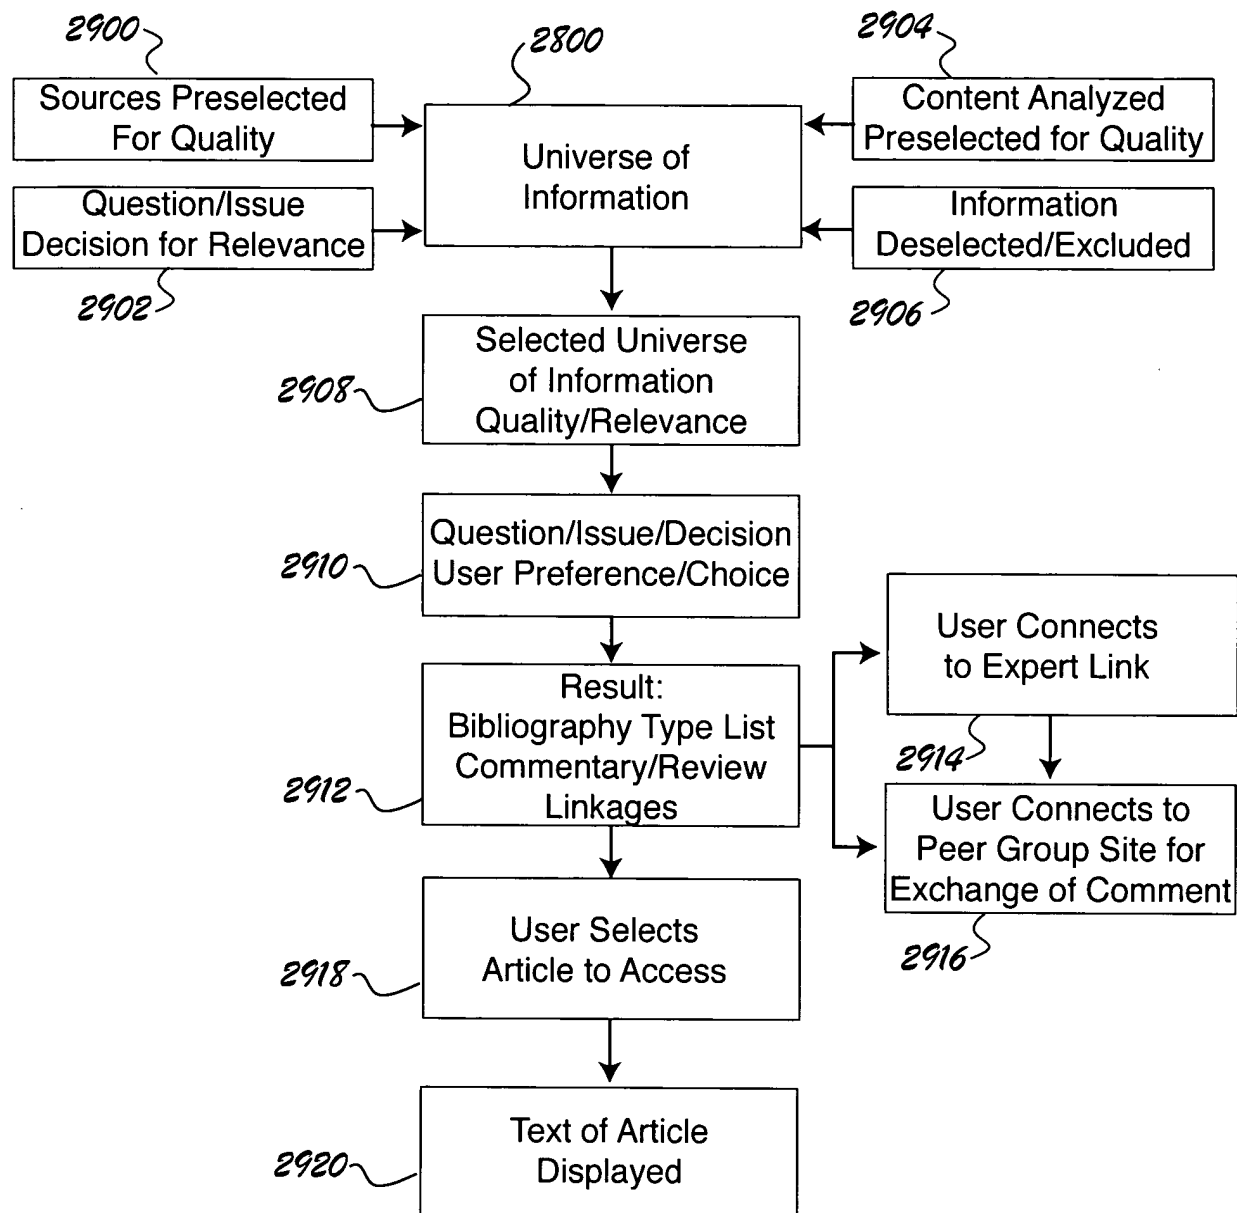 2900
2800
2904
Sources Preselected
For Quality
Universe of
Information
Content Analyzed
Preselected for Quality
Question/Issue
Decision for Relevance
Information
Deselected/Excluded
2902
2906
Selected Universe
of Information
Quality/Relevance
2908
Question/Issue/Decision
User Preference/Choice
2910
Result:
Bibliography Type List
Commentary/Review
Linkages
2912
User Connects
to Expert Link
2914
User Connects to
Peer Group Site for
Exchange of Comment
2916
User Selects
Article to Access
2918
Text of Article
Displayed
2920